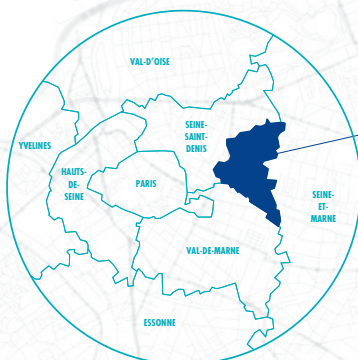 VAL-D'OISE
YVELINES
HAUTS-
DE-
SEINE
SEINE-
SAINT-
DENIS
PARIS
SEINE-
ET-
MARNE
VAL-DE-MARNE
ESSONNE